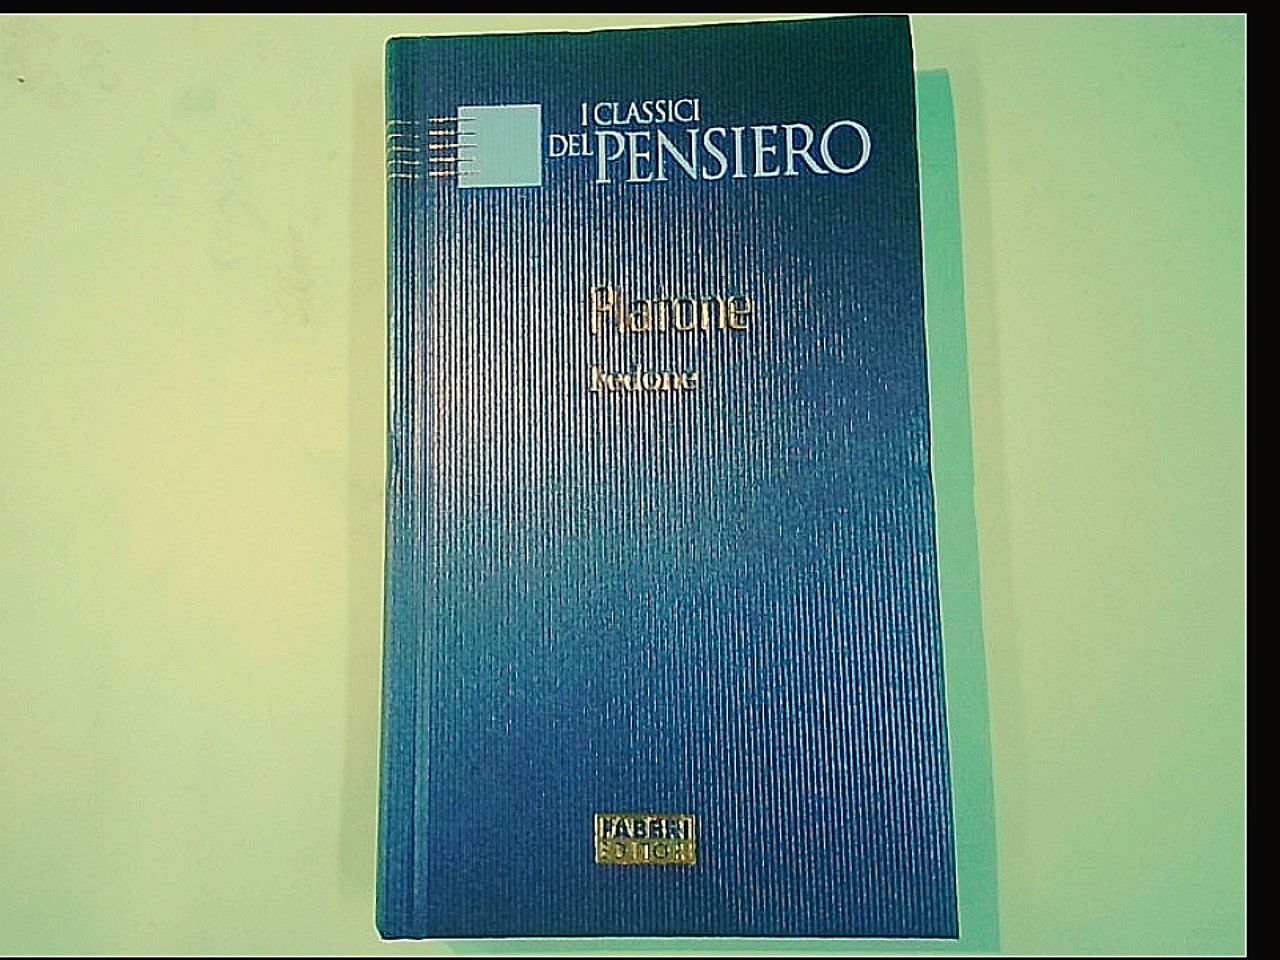 I CLASSICI
DEL PENSIERO
Platone
Fedone
FABBRI
EDITORI